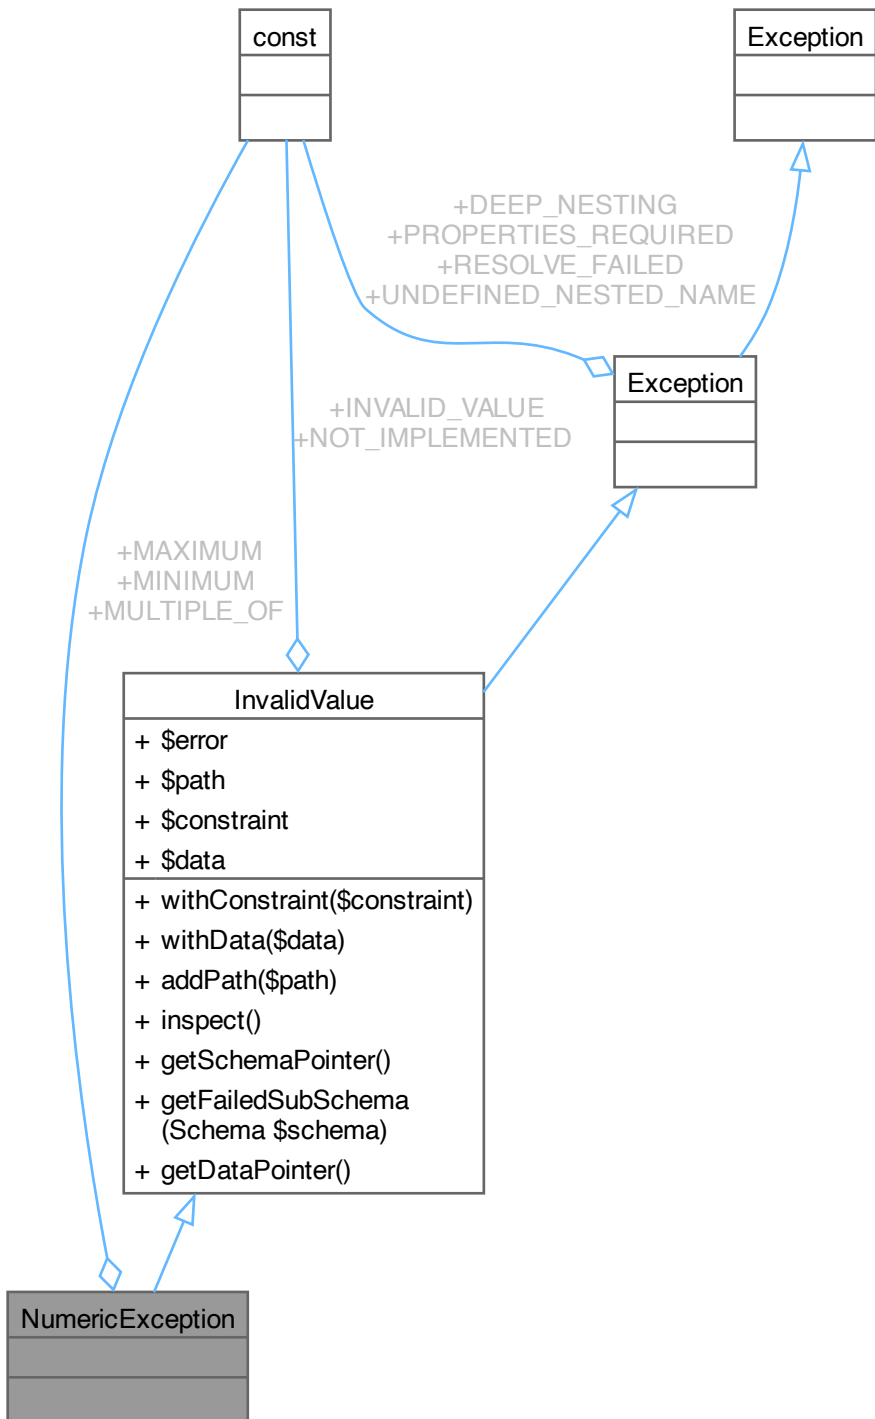 const
Exception
+DEEP_NESTING
+PROPERTIES_REQUIRED
+RESOLVE_FAILED
+UNDEFINED_NESTED_NAME
Exception
+INVALID_VALUE
+NOT_IMPLEMENTED
+MAXIMUM
+MINIMUM
+MULTIPLE_OF
InvalidValue
+ $error
+ $path
+ $constraint
+ $data
+ withConstraint($constraint)
+ withData($data)
+ addPath($path)
+ inspect()
+ getSchemaPointer()
+ getFailedSubSchema
(Schema $schema)
+ getDataPointer()
NumericException